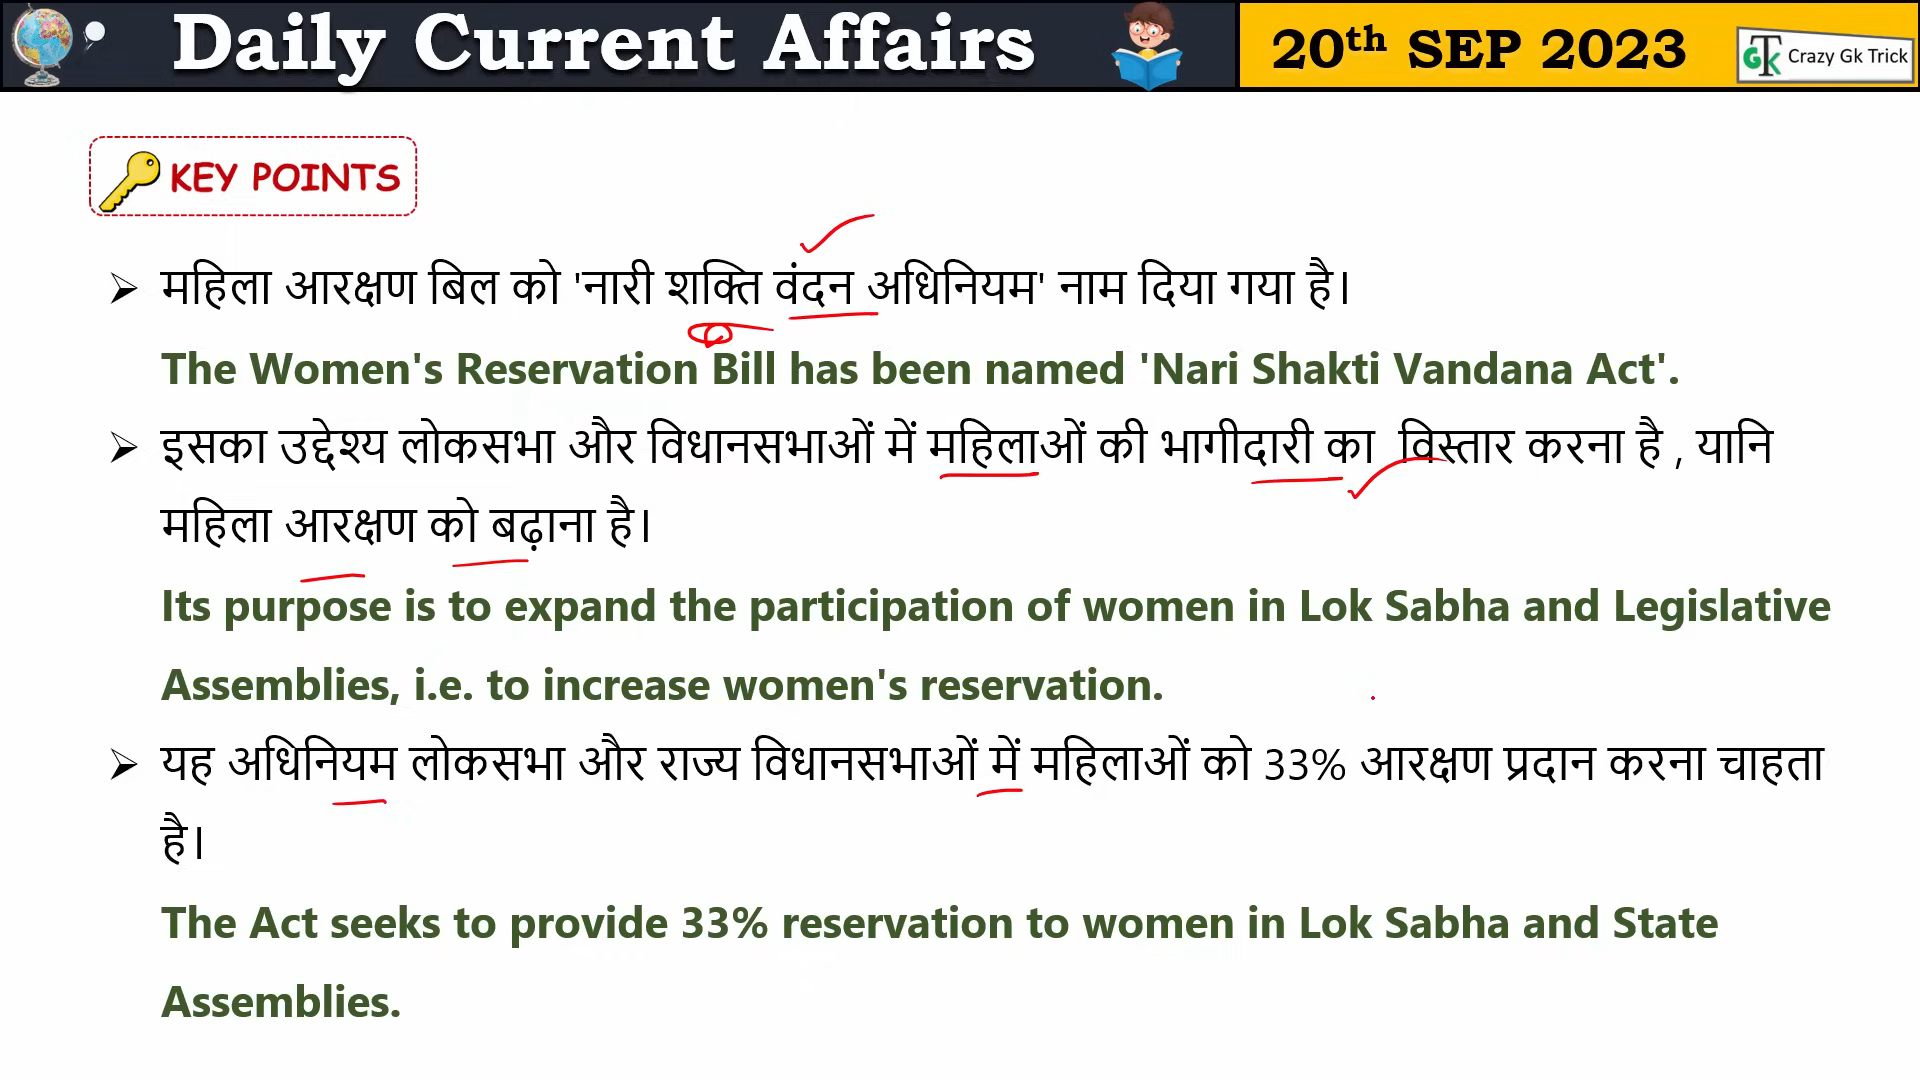 Daily Current Affairs
20th SEP 2023
GTK Crazy Gk Trick
KEY POINTS
➢ महिला आरक्षण बिल को 'नारी शक्ति वंदन अधिनियम' नाम दिया गया है।
The Women's Reservation Bill has been named 'Nari Shakti Vandana Act'.
➢ इसका उद्देश्य लोकसभा और विधानसभाओं में महिलाओं की भागीदारी का विस्तार करना है , यानि
महिला आरक्षण को बढ़ाना है।
Its purpose is to expand the participation of women in Lok Sabha and Legislative
Assemblies, i.e. to increase women's reservation.
➢ यह अधिनियम लोकसभा और राज्य विधानसभाओं में महिलाओं को 33% आरक्षण प्रदान करना चाहता
है।
The Act seeks to provide 33% reservation to women in Lok Sabha and State
Assemblies.